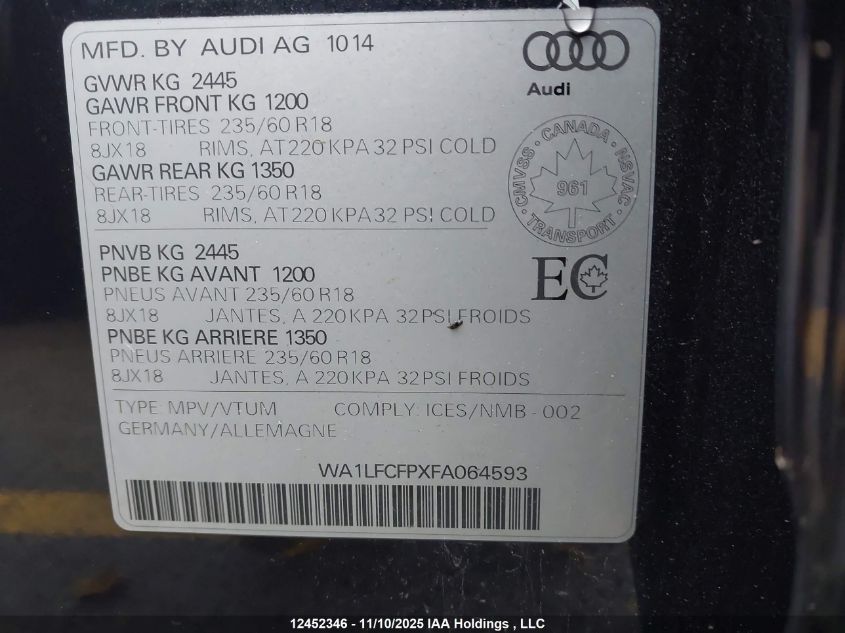 MFD. BY AUDI AG 1014
Audi
GVWR KG 2445
GAWR FRONT KG 1200
FRONT-TIRES 235/60 R18
8JX18 RIMS, AT 220 KPA 32 PSI COLD
GAWR REAR KG 1350
REAR-TIRES 235/60 R18
8JX18 RIMS, AT 220 KPA 32 PSI COLD
CMVSS - CANADA - NSVAC
961
TRANSPORT
PNVB KG 2445
PNBE KG AVANT 1200
PNEUS AVANT 235/60 R18
8JX18 JANTES, A 220 KPA 32 PSI FROIDS
PNBE KG ARRIERE 1350
PNEUS ARRIERE 235/60 R18
8JX18 JANTES, A 220 KPA 32 PSI FROIDS
EC
TYPE: MPV/VTUM COMPLY: ICES/NMB - 002
GERMANY/ALLEMAGNE
WA1LFCFPXFA064593
12452346 - 11/10/2025 IAA Holdings , LLC